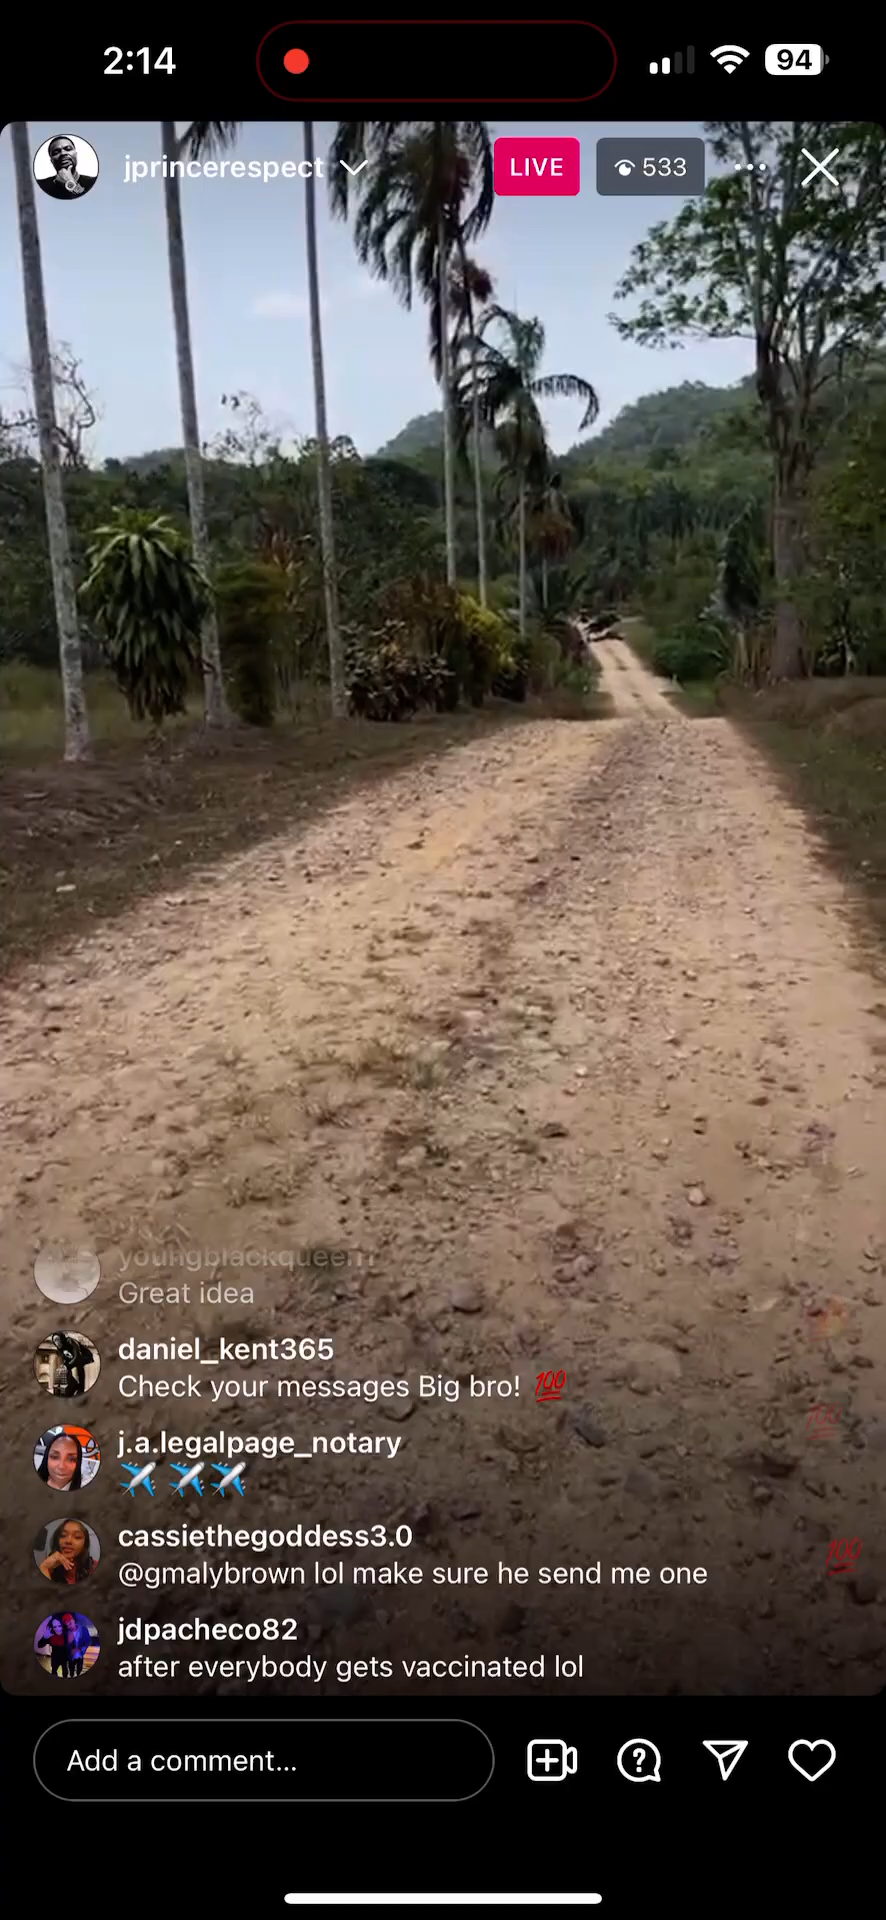 2:14
94
jprincerespect
LIVE
533
youngblackqueen
Great idea
daniel_kent365
Check your messages Big bro! 💯
j.a.legalpage_notary
✈️ ✈️✈️
cassiethegoddess3.0
@gmalybrown lol make sure he send me one
jdpacheco82
after everybody gets vaccinated lol
Add a comment...